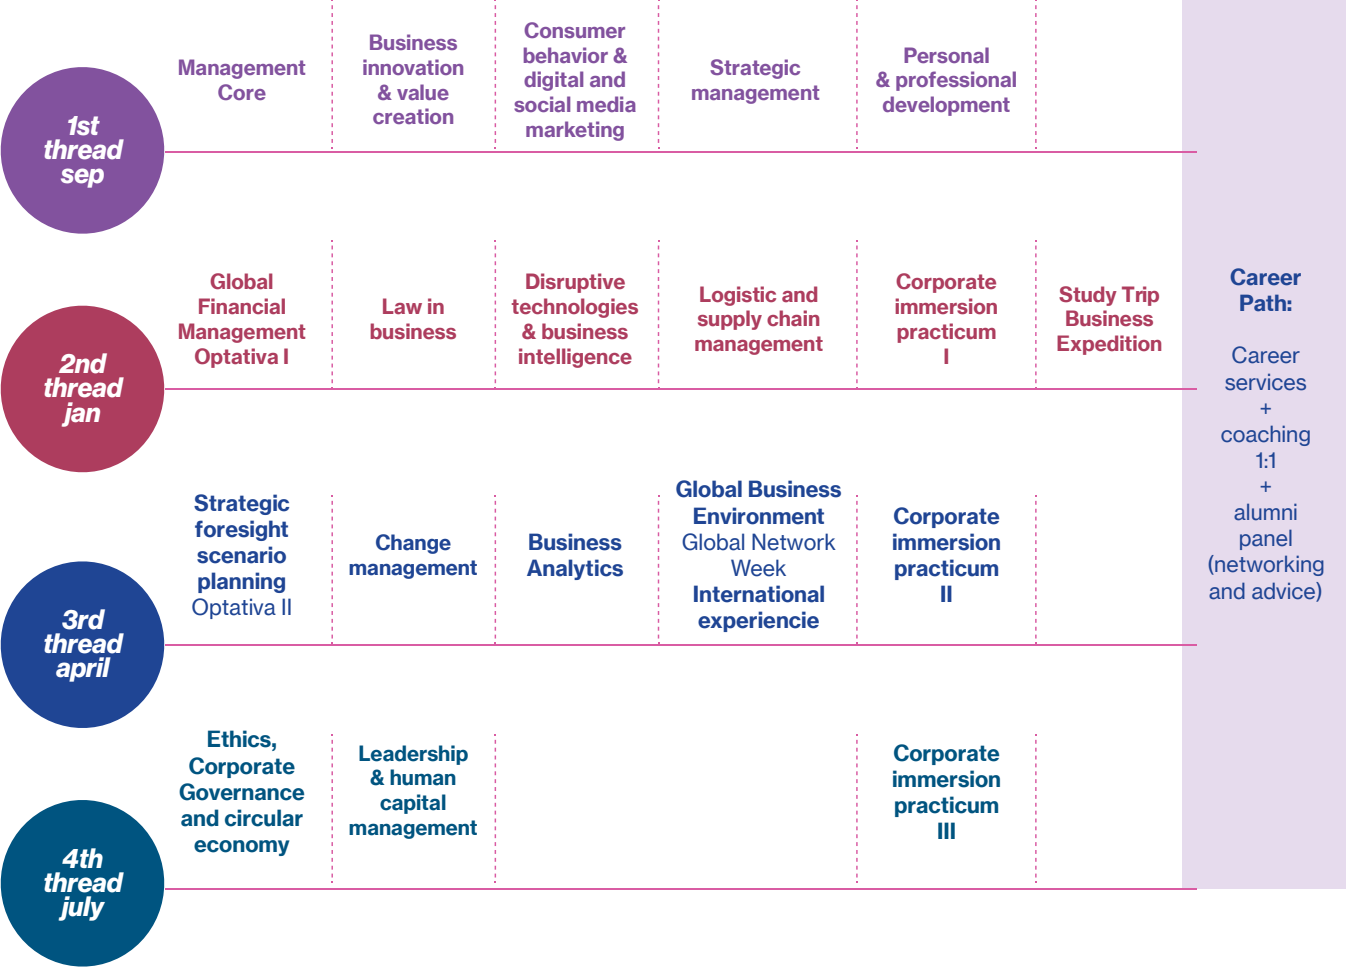 1st
thread
sep
Management
Core
Business
innovation
& value
creation
Consumer
behavior &
digital and
social media
marketing
Strategic
management
Personal
& professional
development
2nd
thread
jan
Global
Financial
Management
Optativa I
Law in
business
Disruptive
technologies
& business
intelligence
Logistic and
supply chain
management
Corporate
immersion
practicum
I
Study Trip
Business
Expedition
3rd
thread
april
Strategic
foresight
scenario
planning
Optativa II
Change
management
Business
Analytics
Global Business
Environment
Global Network
Week
International
experiencie
Corporate
immersion
practicum
II
4th
thread
july
Ethics,
Corporate
Governance
and circular
economy
Leadership
& human
capital
management
Corporate
immersion
practicum
III
Career
Path:
Career
services
+
coaching
1:1
+
alumni
panel
(networking
and advice)